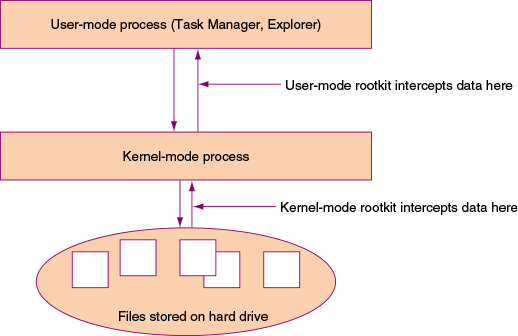 User-mode process (Task Manager, Explorer)
User-mode rootkit intercepts data here
Kernel-mode process
Kernel-mode rootkit intercepts data here
Files stored on hard drive